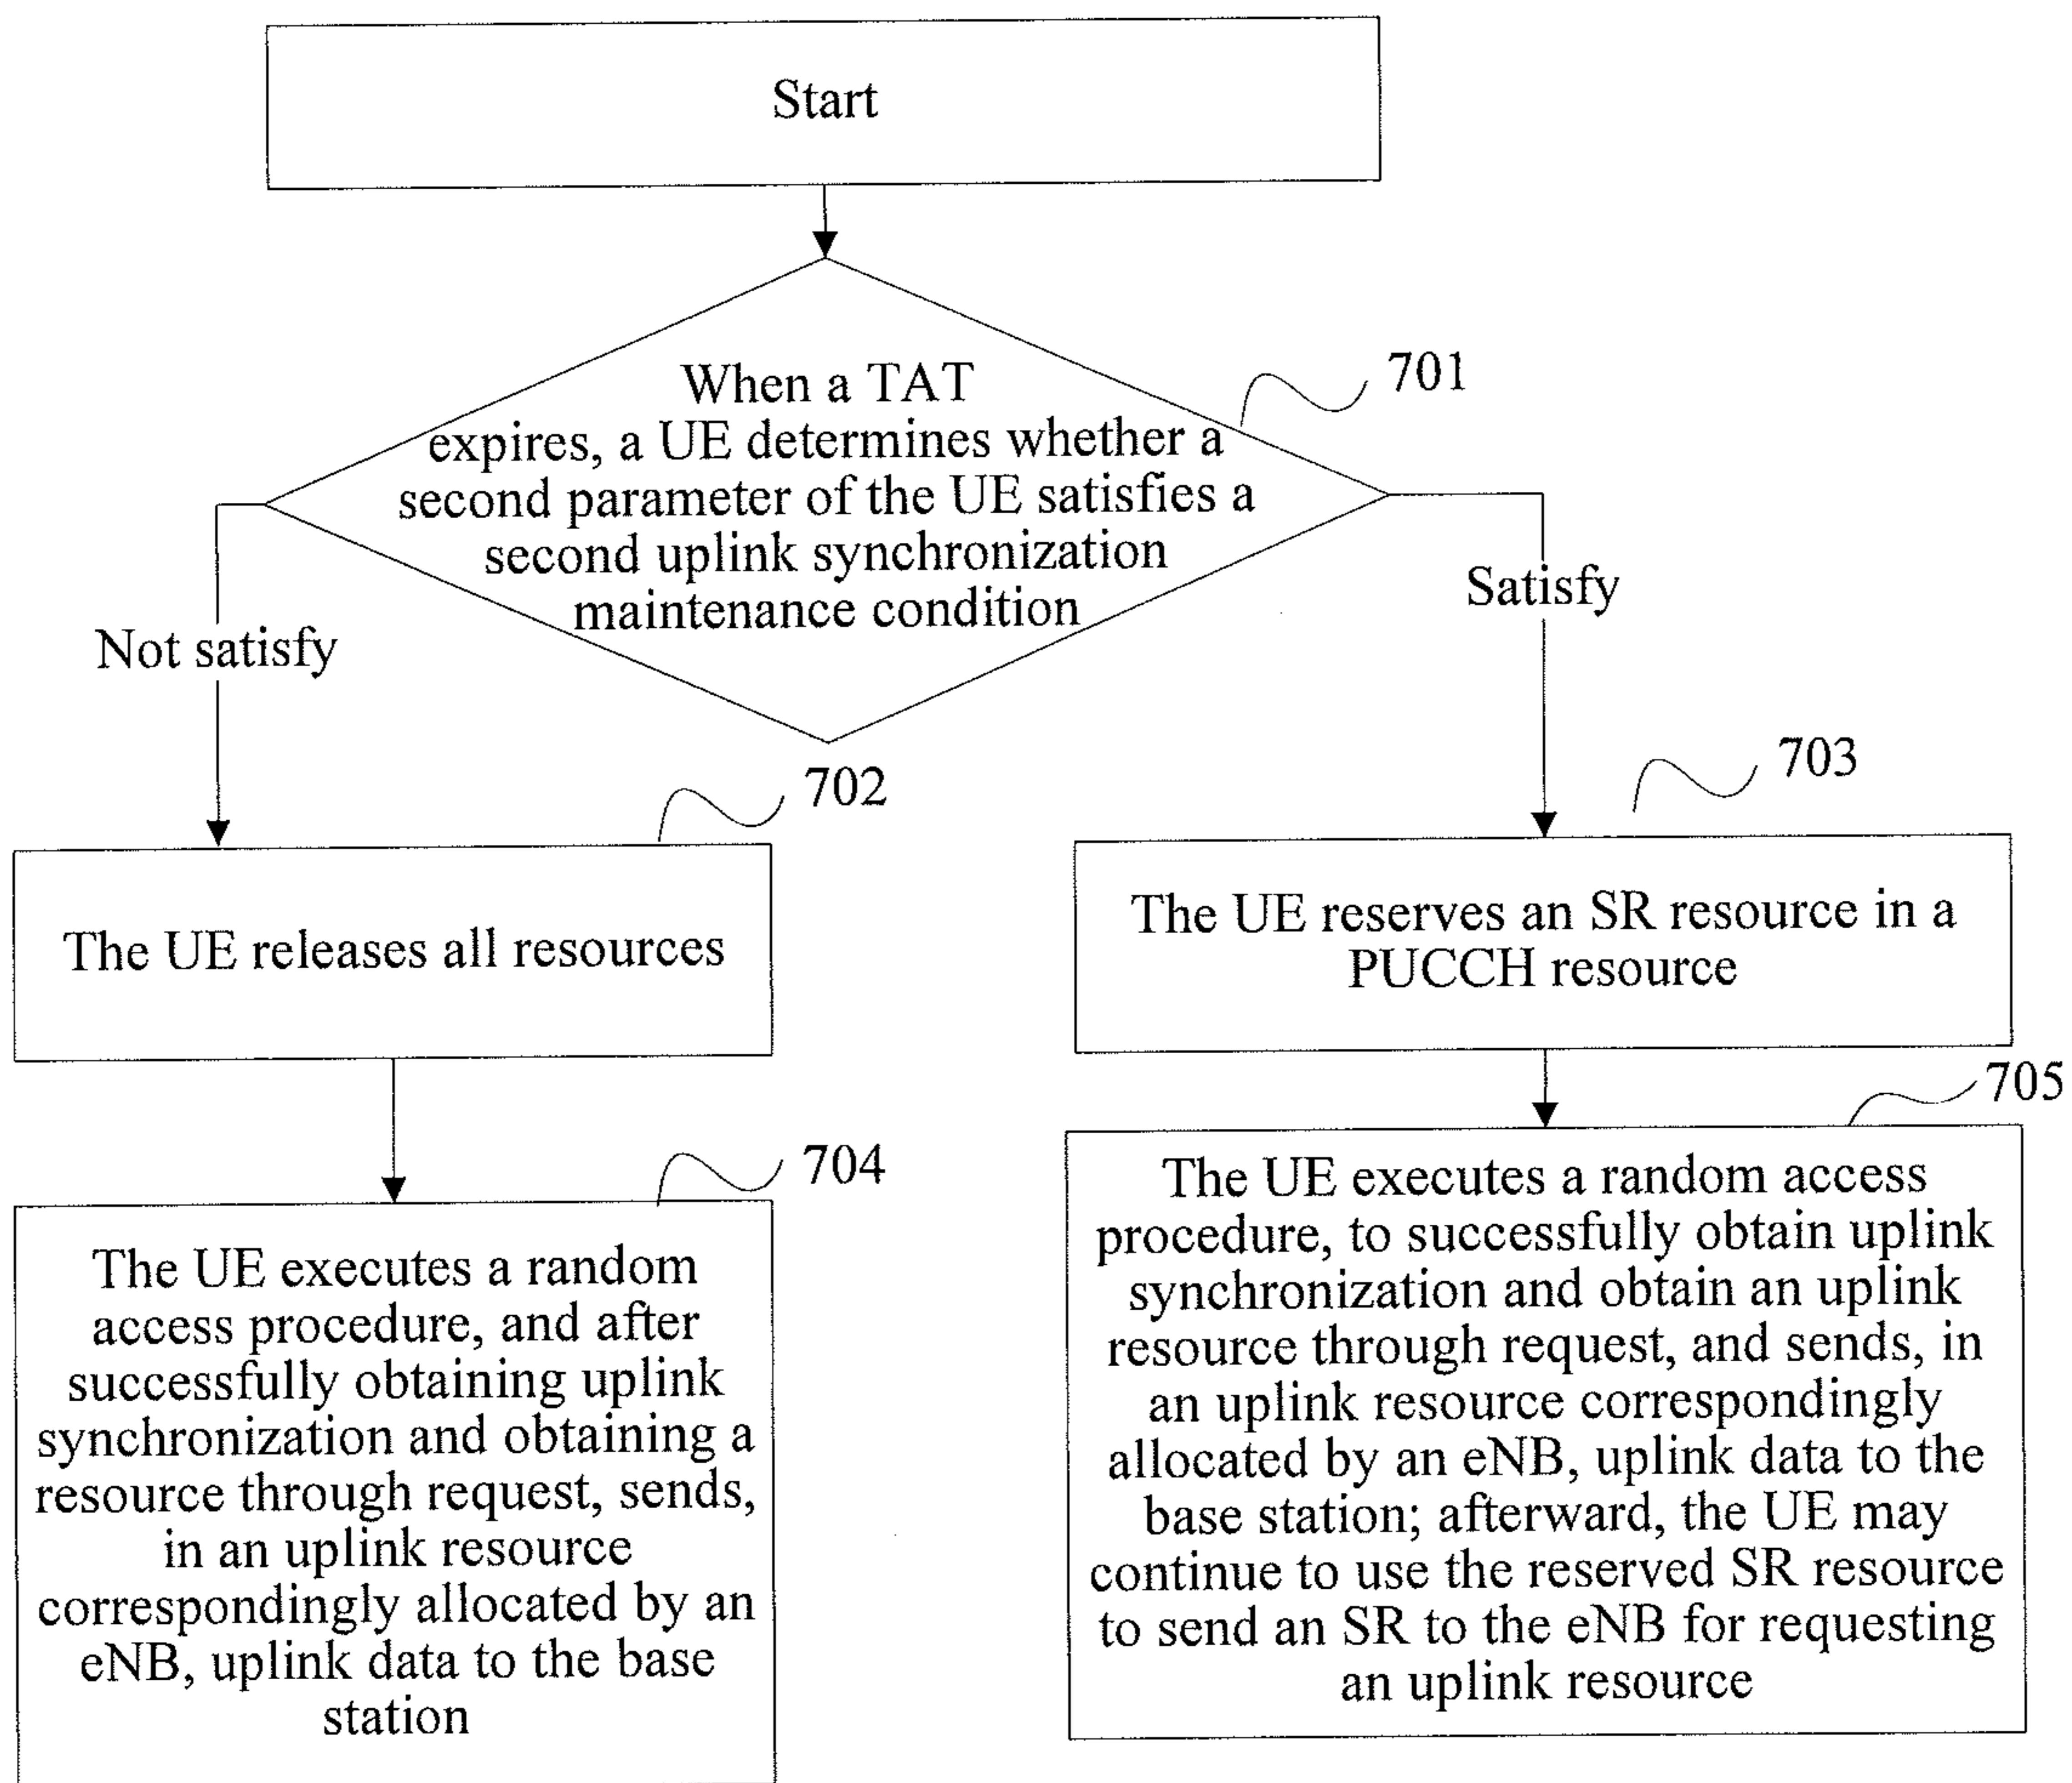 Start
When a TAT
expires, a UE determines whether a
second parameter of the UE satisfies a
second uplink synchronization
maintenance condition
701
Not satisfy
Satisfy
702
The UE releases all resources
703
The UE reserves an SR resource in a
PUCCH resource
704
The UE executes a random
access procedure, and after
successfully obtaining uplink
synchronization and obtaining a
resource through request, sends,
in an uplink resource
correspondingly allocated by an
eNB, uplink data to the base
station
705
The UE executes a random access
procedure, to successfully obtain uplink
synchronization and obtain an uplink
resource through request, and sends, in
an uplink resource correspondingly
allocated by an eNB, uplink data to the
base station; afterward, the UE may
continue to use the reserved SR resource
to send an SR to the eNB for requesting
an uplink resource